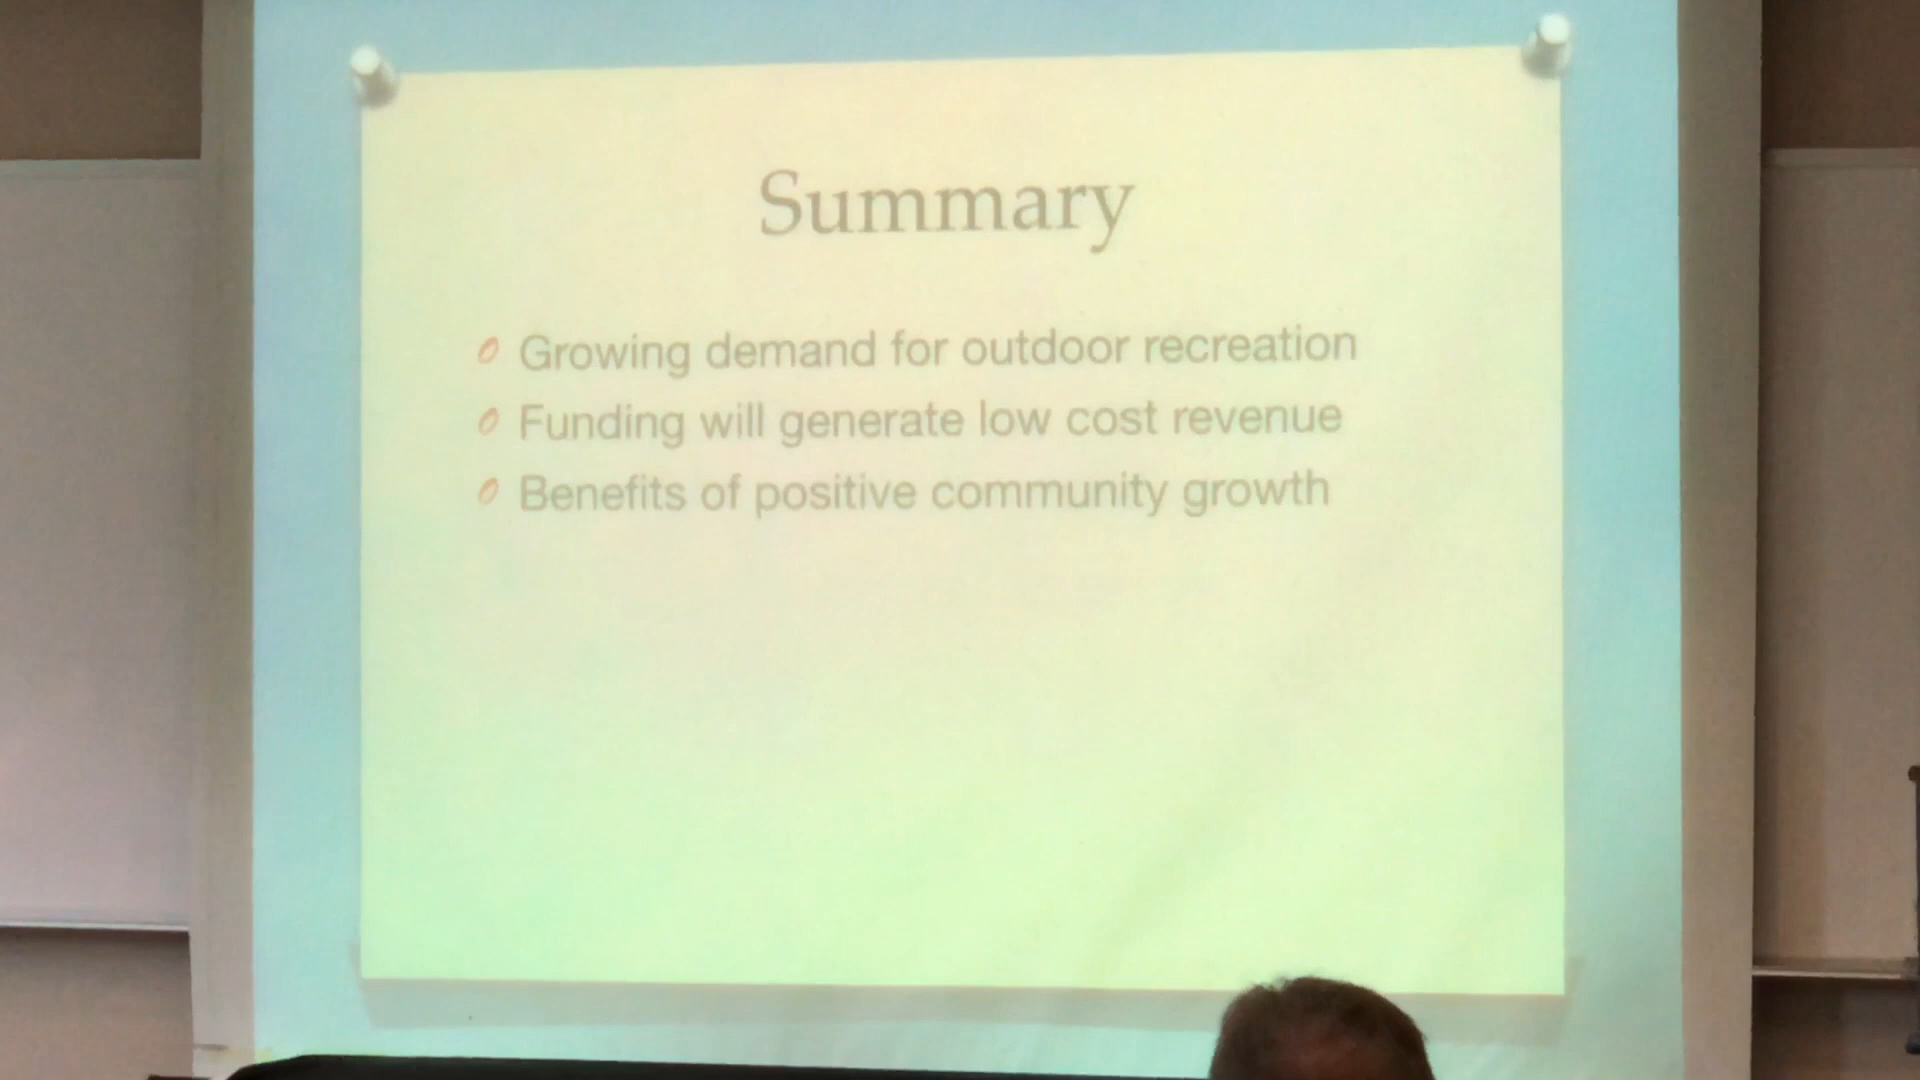 Summary
Growing demand for outdoor recreation
Funding will generate low cost revenue
Benefits of positive community growth